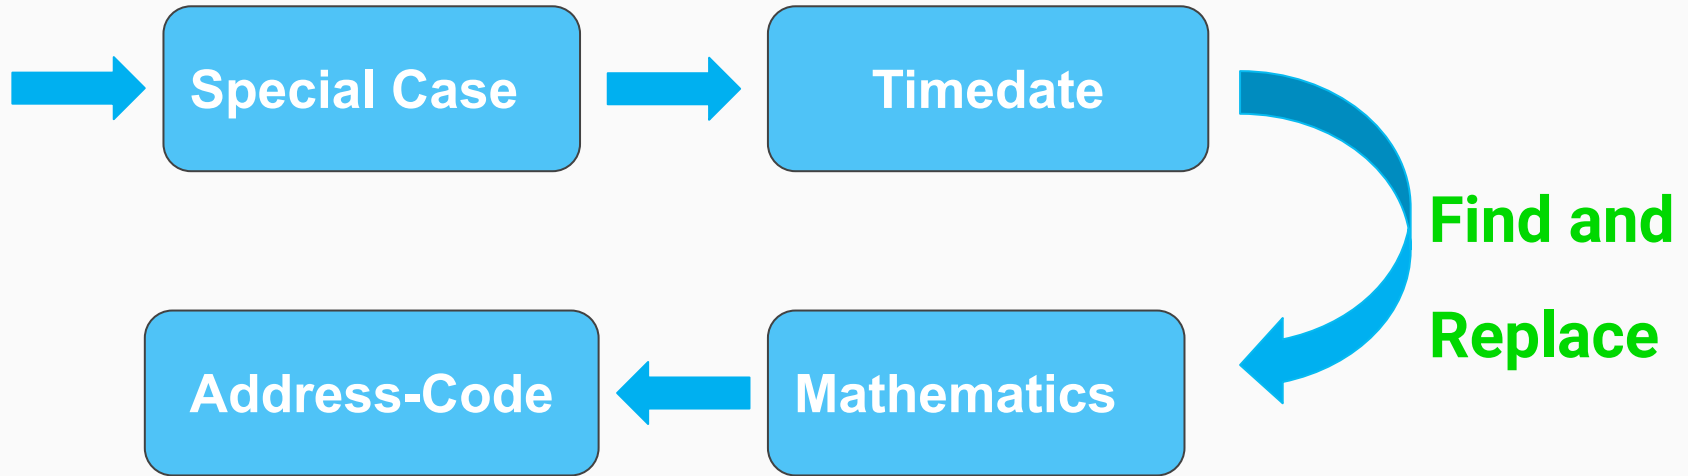 Special Case
Timedate
Find and
Replace
Mathematics
Address-Code